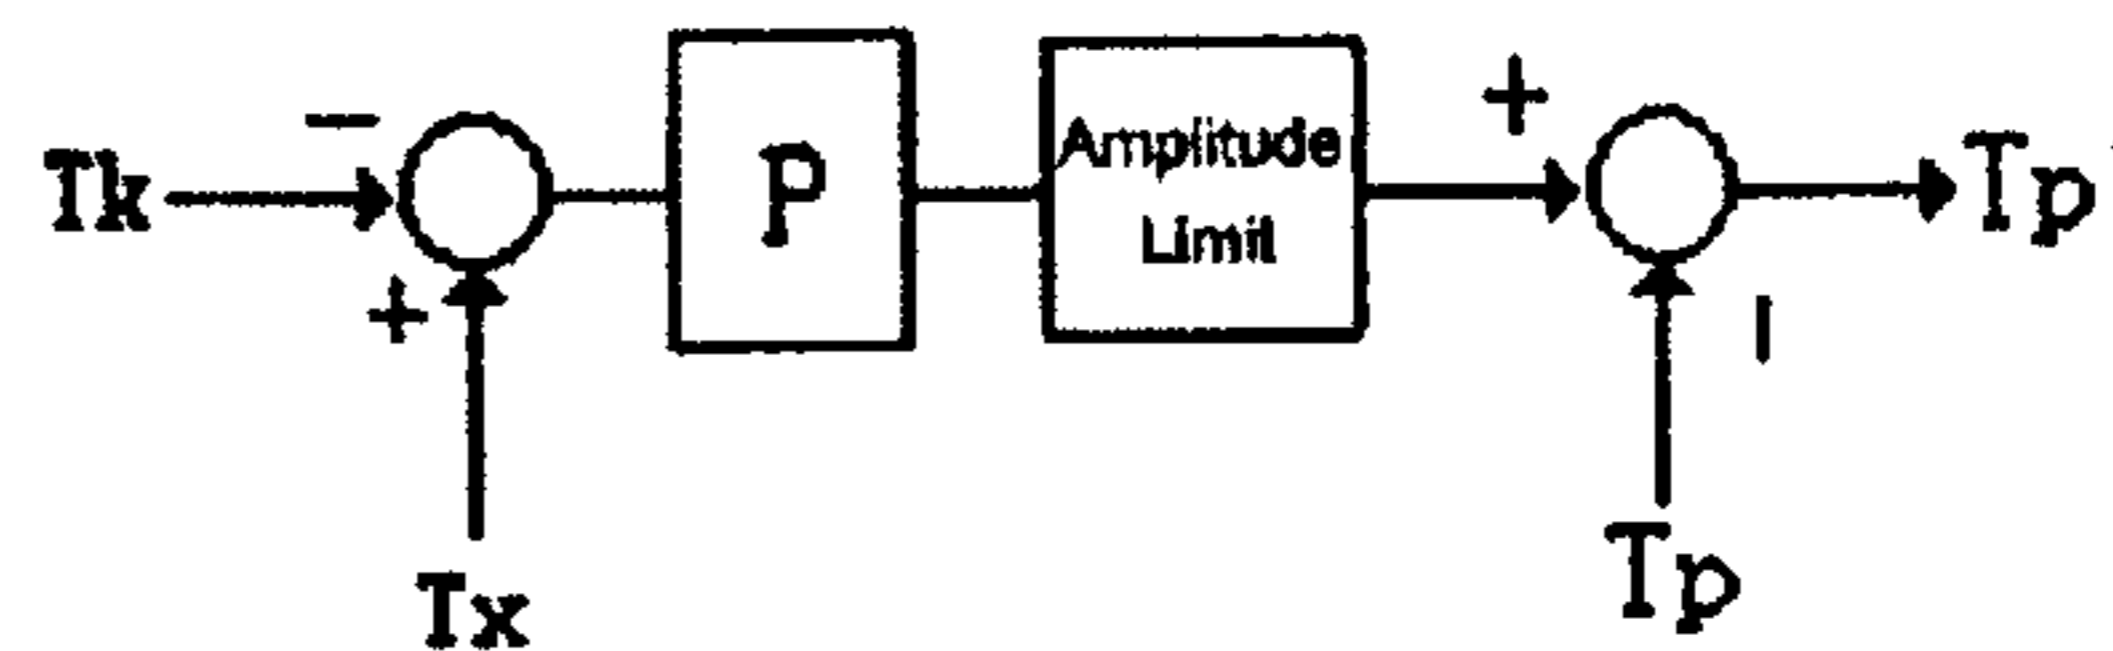 Tk
−
+
Tx
P
Amplitude
Limit
+
−
Tp
Tp'